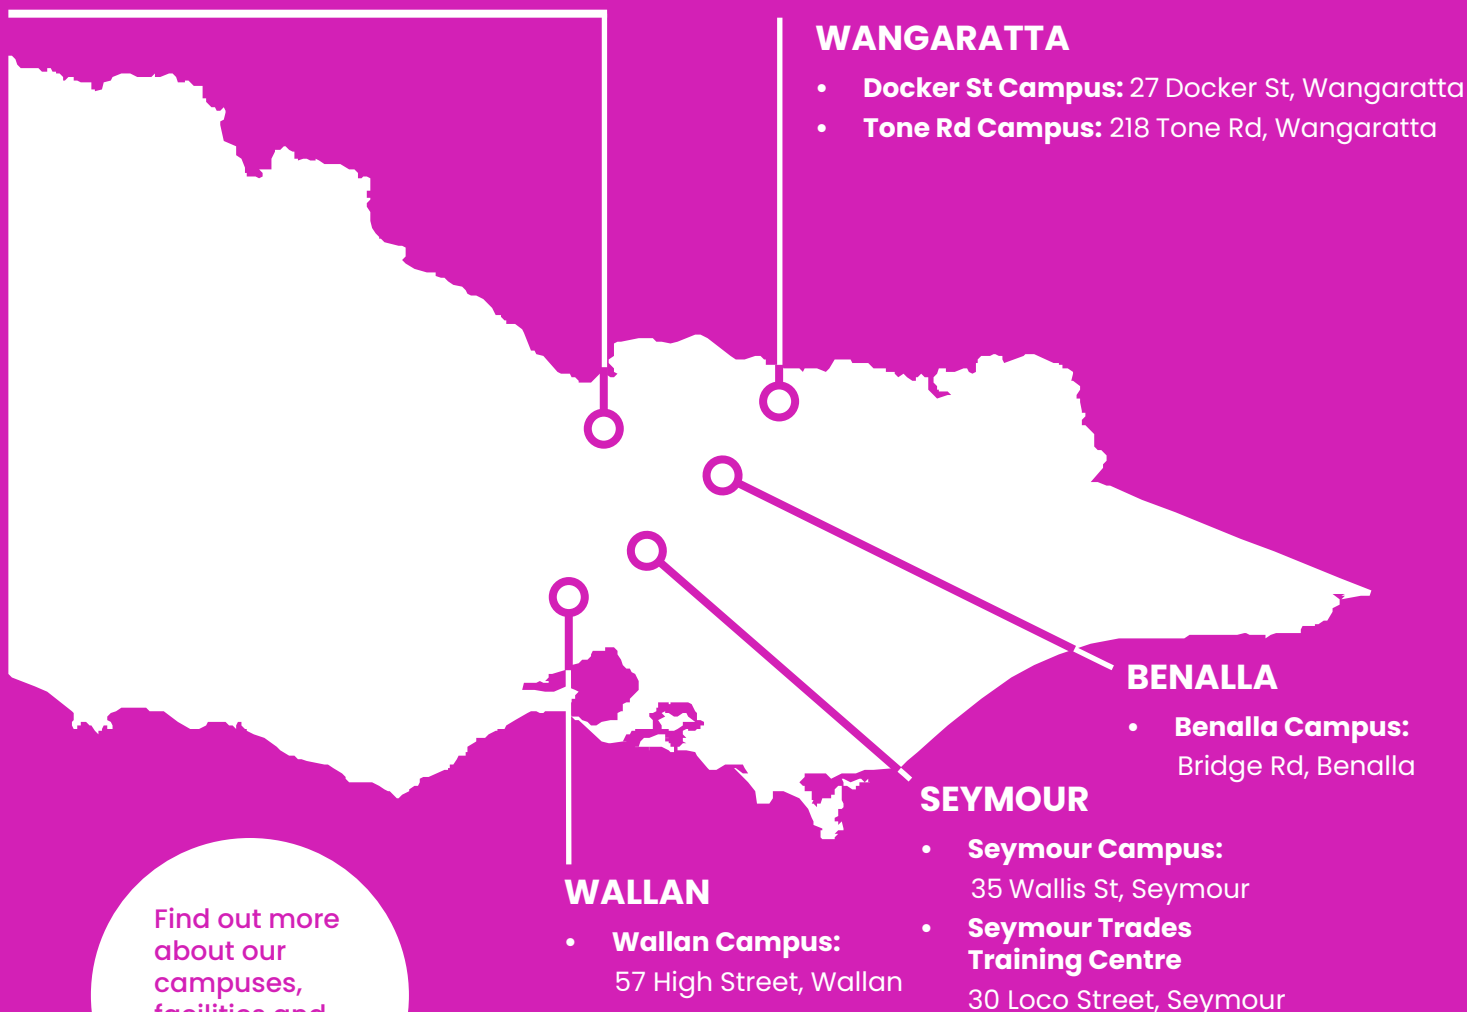 WANGARATTA
• Docker St Campus: 27 Docker St, Wangaratta
• Tone Rd Campus: 218 Tone Rd, Wangaratta
BENALLA
• Benalla Campus:
Bridge Rd, Benalla
SEYMOUR
• Seymour Campus:
35 Wallis St, Seymour
• Seymour Trades
Training Centre
30 Loco Street, Seymour
WALLAN
• Wallan Campus:
57 High Street, Wallan
Find out more
about our
campuses,
facilities and